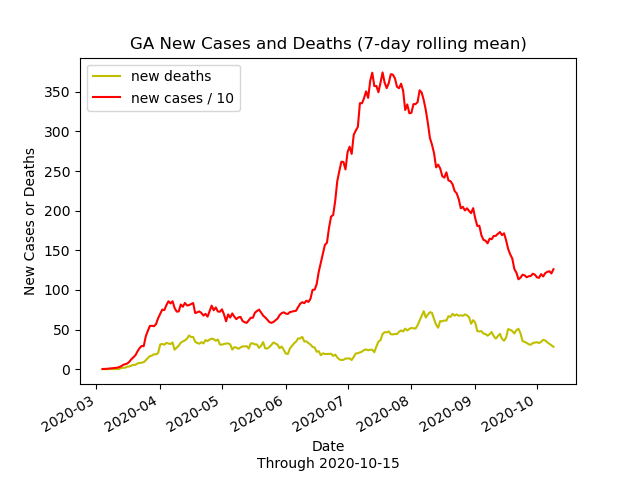 GA New Cases and Deaths (7-day rolling mean)
new deaths
new cases / 10
350
300
250
200
150
100
50
0
New Cases or Deaths
2020-03
2020-04
2020-05
2020-06
2020-07
2020-08
2020-09
2020-10
Date
Through 2020-10-15